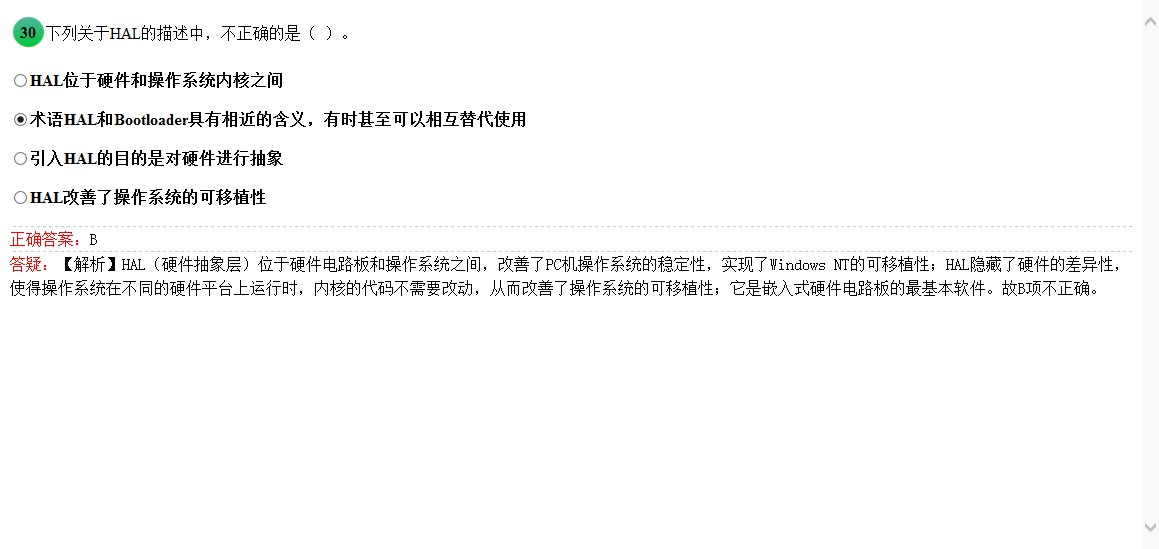 30 下列关于HAL的描述中，不正确的是（ ）。
HAL位于硬件和操作系统内核之间
术语HAL和Bootloader具有相近的含义，有时甚至可以相互替代使用
引入HAL的目的是对硬件进行抽象
HAL改善了操作系统的可移植性
正确答案：B
答疑：【解析】HAL（硬件抽象层）位于硬件电路板和操作系统之间，改善了PC机操作系统的稳定性，实现了Windows NT的可移植性；HAL隐藏了硬件的差异性，
使得操作系统在不同的硬件平台上运行时，内核的代码不需要改动，从而改善了操作系统的可移植性；它是嵌入式硬件电路板的最基本软件。故B项不正确。